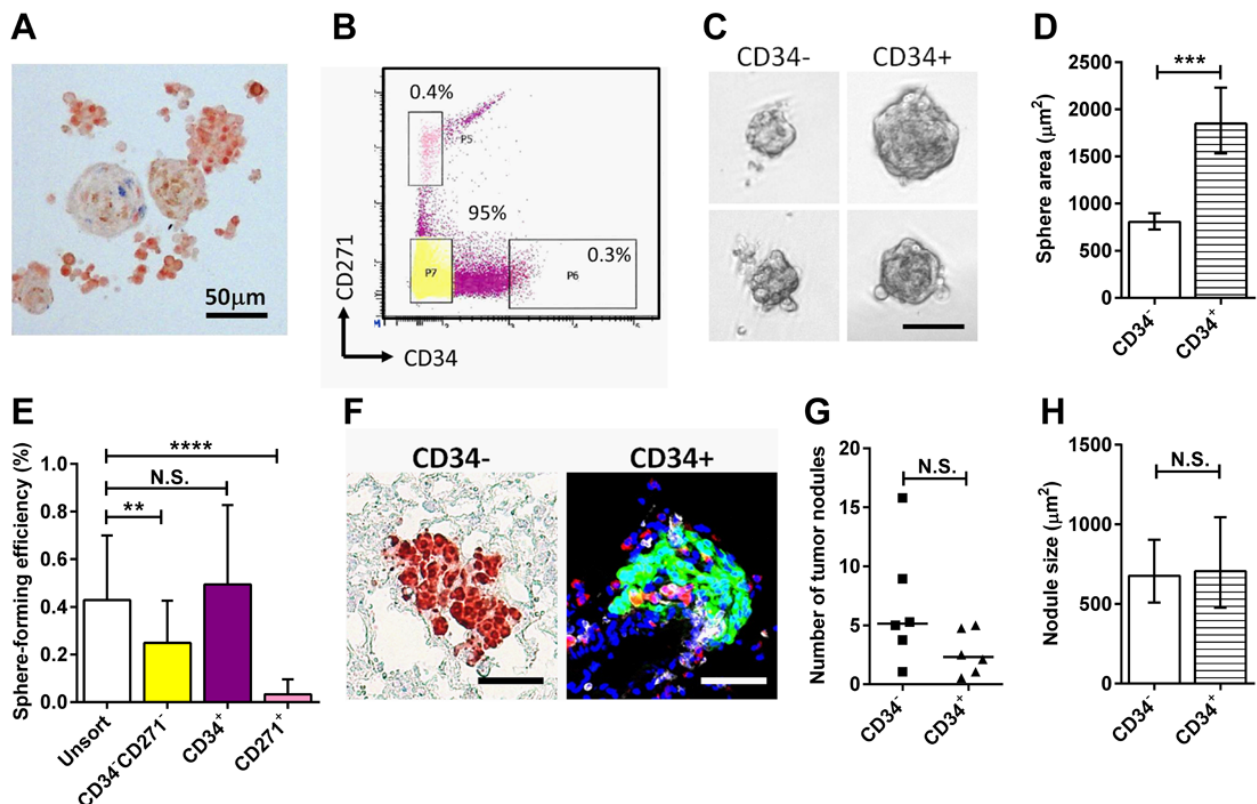 A
50μm
B
0.4%
P5
95%
P7
0.3%
P6
CD271
CD34
C
CD34- CD34+
D
Sphere area (μm²)
2500
2000
1500
1000
500
0
***
CD34⁻
CD34⁺
E
Sphere-forming efficiency (%)
1.0
0.8
0.6
0.4
0.2
0.0
****
N.S.
**
Unsort
CD34⁻CD271⁻
CD34⁺
CD271⁺
F
CD34- CD34+
G
Number of tumor nodules
20
15
10
5
0
N.S.
CD34⁻
CD34⁺
H
Nodule size (μm²)
1500
1000
500
0
N.S.
CD34⁻
CD34⁺